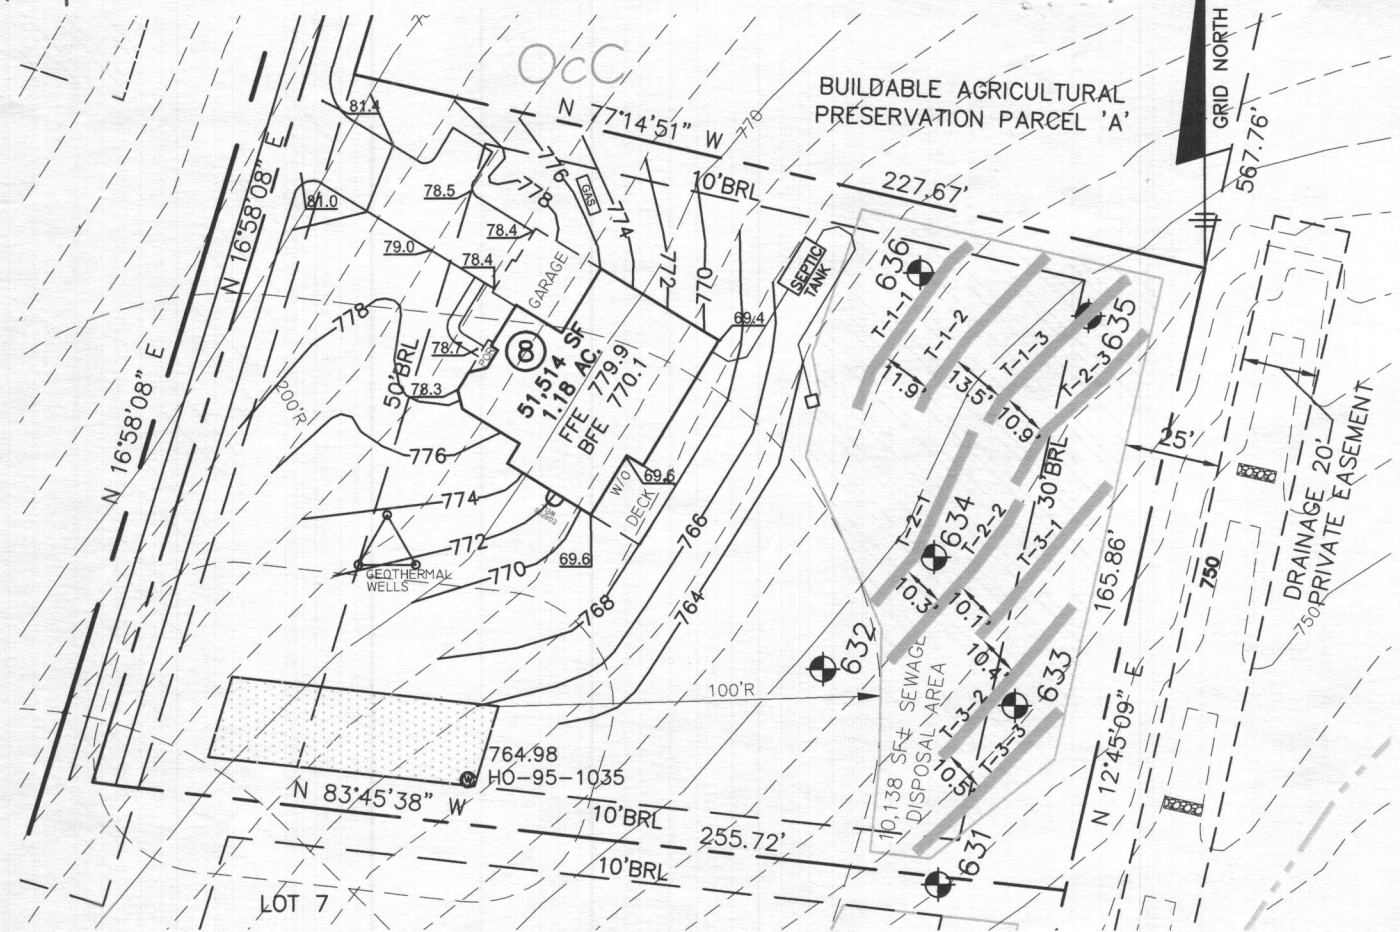 OcC
BUILDABLE AGRICULTURAL
PRESERVATION PARCEL 'A'
GRID NORTH
567.76'
N 77°14'51" W
770
227.67'
10'BRL
81.4
81.0
N 16°58'08" E
N 16°58'08" E
78.5
78.4
79.0
78.4
776
778
GAS
774
772
770
GARAGE
SEPTIC
TANK
69.4
778
50'BRL
200'R
78.7
POR
78.3
8
51,514 SF
1.18 AC.
FFE 779.9
BFE 770.1
776
774
772
770
768
766
764
W/O
69.6
DECK
69.6
GEOTHERMAL
WELLS
636
T-1-1
T-1-2
T-1-3
T-2-3
635
11.9'
13.5'
10.9'
30'BRL
T-2-1
634
T-2-2
T-3-1
10.3'
10.1'
10.4'
632
633
T-3-2
T-3-3
10.5'
631
10,138 SF± SEWAGE
DISPOSAL AREA
100'R
25'
165.86'
N 12°45'09" E
750
DRAINAGE 20'
PRIVATE EASEMENT
750
764.98
W
HO-95-1035
N 83°45'38" W
10'BRL
255.72'
10'BRL
LOT 7